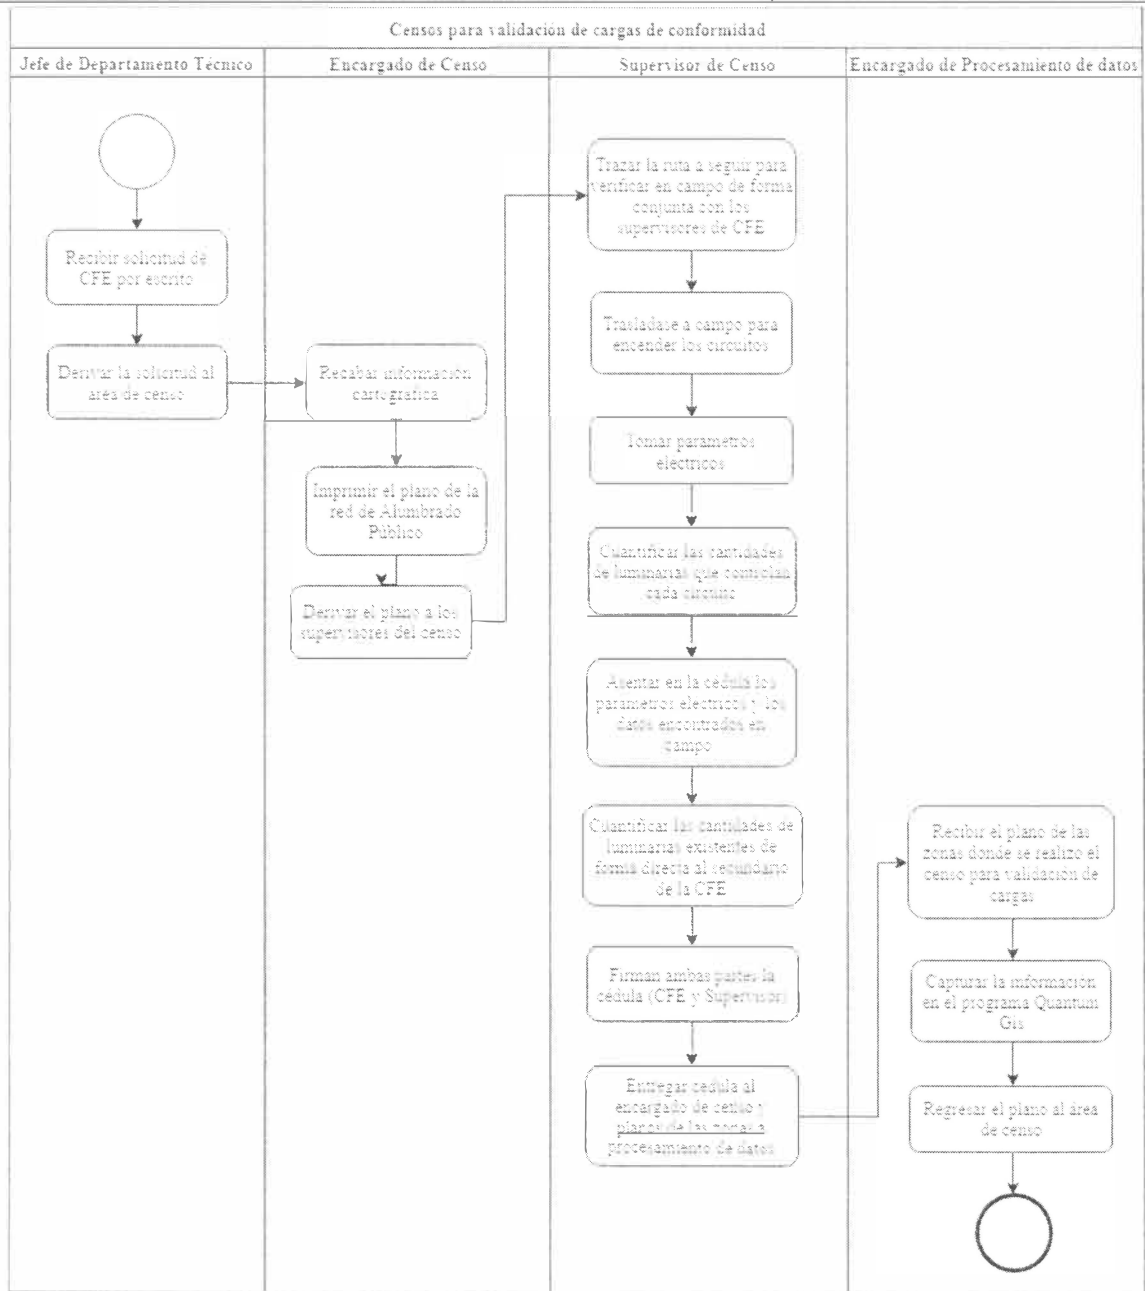 Censos para validación de cargas de conformidad
Jefe de Departamento Técnico
Encargado de Censo
Supervisor de Censo
Encargado de Procesamiento de datos
Recibir solicitud de
CFE por escrito
Derivar la solicitud al
área de censo
Recabar información
cartográfica
Imprimir el plano de la
red de Alumbrado
Público
Derivar el plano a los
supervisores del censo
Trazar la ruta a seguir para
verificar en campo de forma
conjunta con los
supervisores de CFE
Trasladase a campo para
encender los circuitos
Tomar parámetros
eléctricos
Cuantificar las cantidades
de luminarias que controlan
cada circuito
Asentar en la cédula los
parámetros eléctricos y los
datos encontrados en
campo
Cuantificar las cantidades de
luminarias existentes de
forma directa al secundario
de la CFE
Firman ambas partes la
cédula (CFE y Supervisor)
Entregar cedula al
encargado de censo y
planos de las zonas a
procesamiento de datos
Recibir el plano de las
zonas donde se realizo el
censo para validación de
cargas
Capturar la información
en el programa Quantum
Gis
Regresar el plano al área
de censo